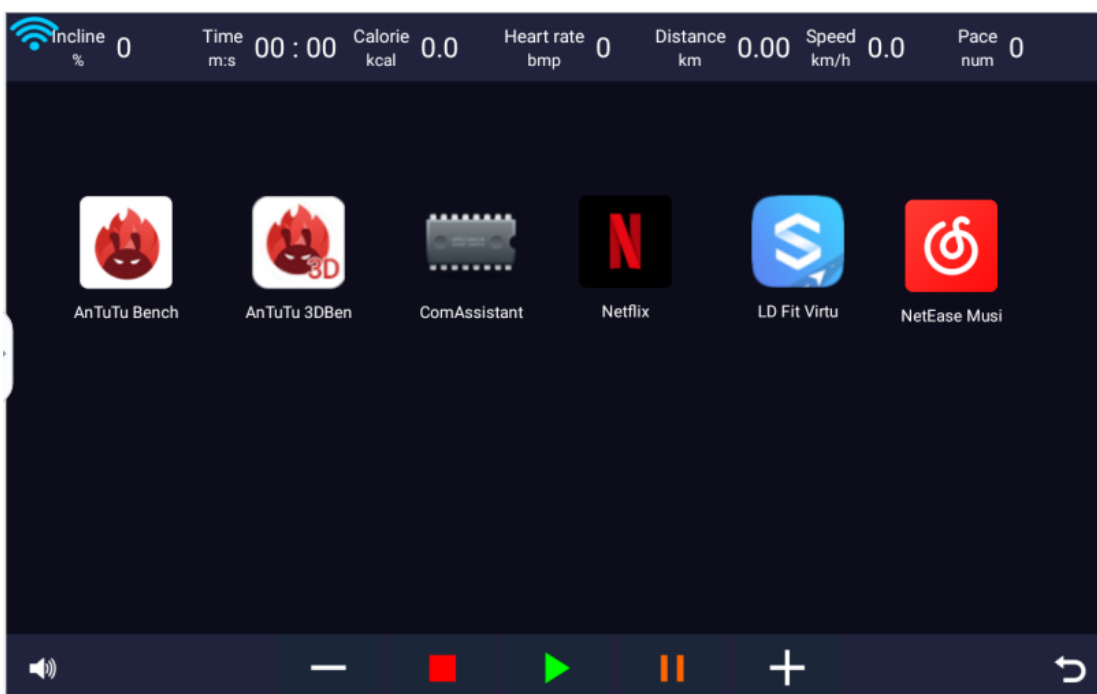 Incline % 0
Time m:s 00 : 00
Calorie kcal 0.0
Heart rate bmp 0
Distance km 0.00
Speed km/h 0.0
Pace num 0
3D
N
S
AnTuTu Bench
AnTuTu 3DBen
ComAssistant
Netflix
LD Fit Virtu
NetEase Musi